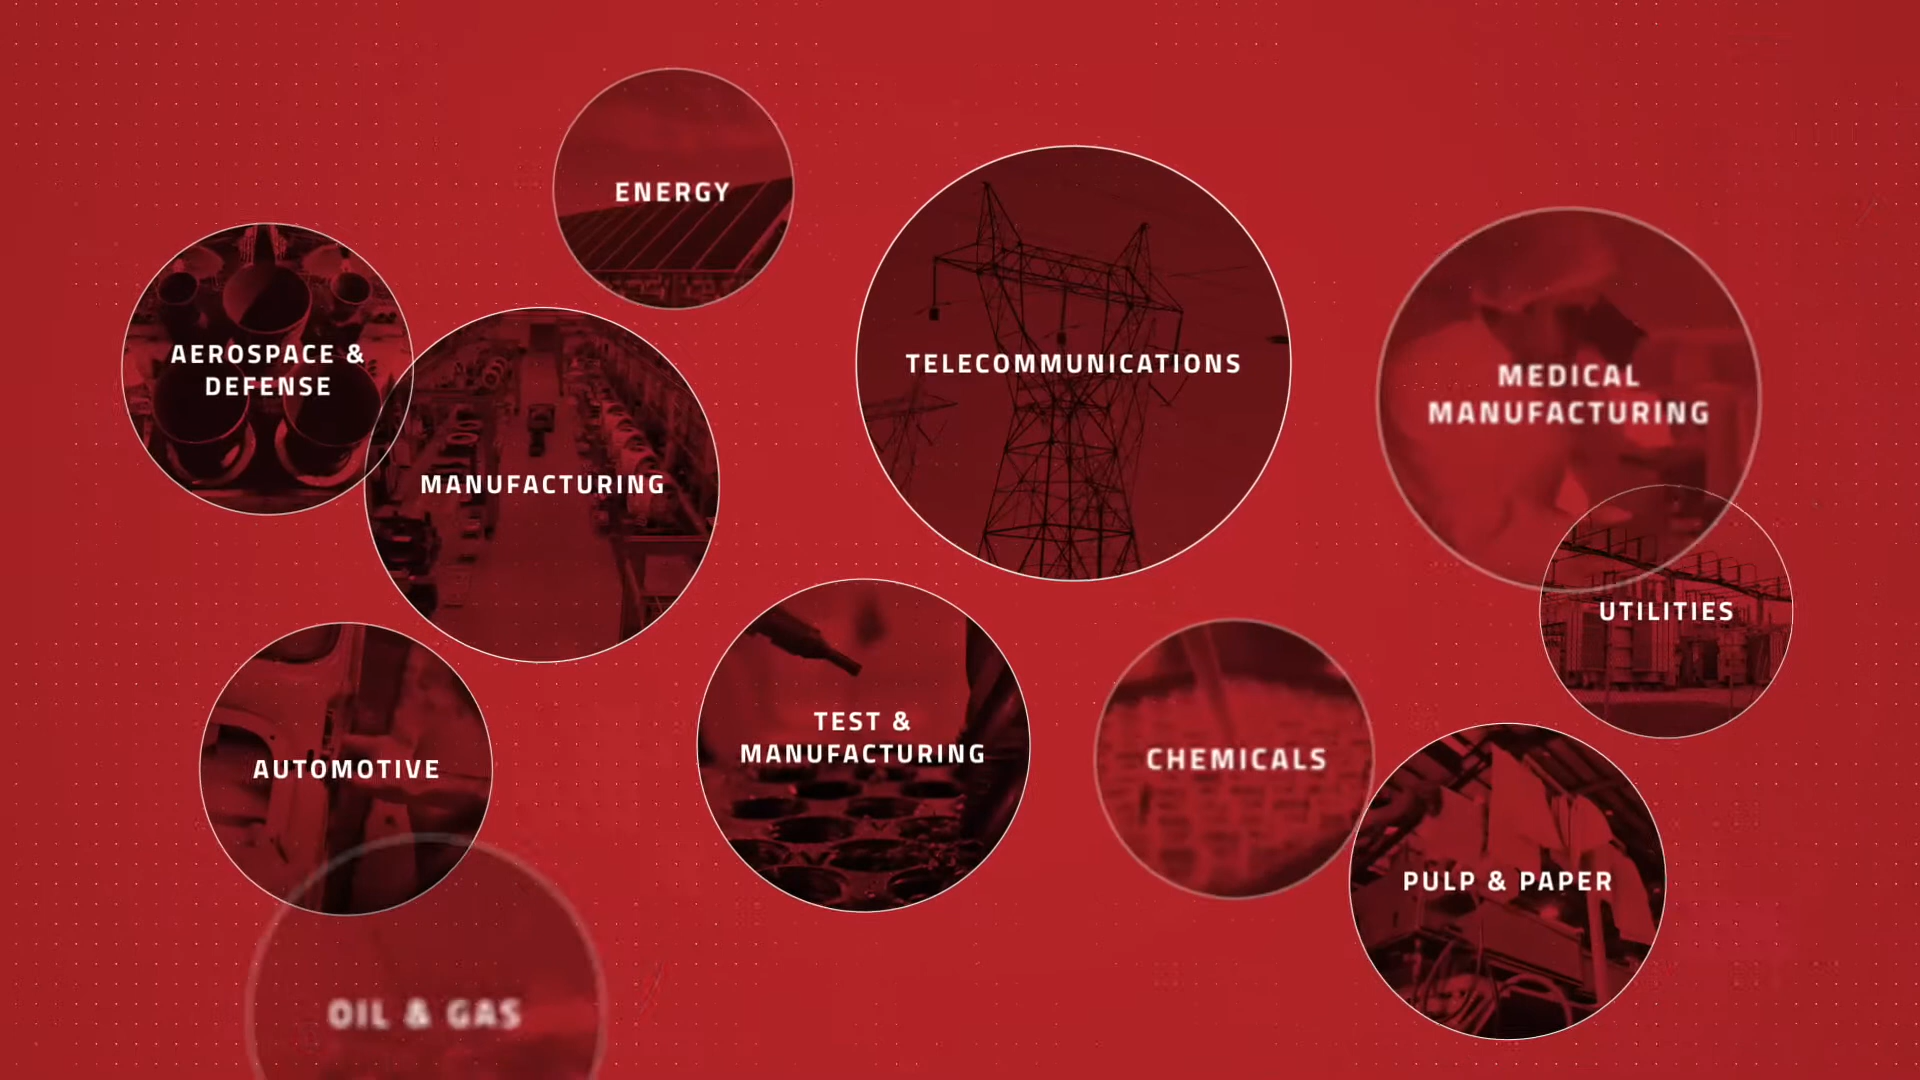 ENERGY
AEROSPACE &
DEFENSE
TELECOMMUNICATIONS
MEDICAL
MANUFACTURING
MANUFACTURING
UTILITIES
TEST &
MANUFACTURING
CHEMICALS
AUTOMOTIVE
PULP & PAPER
OIL & GAS